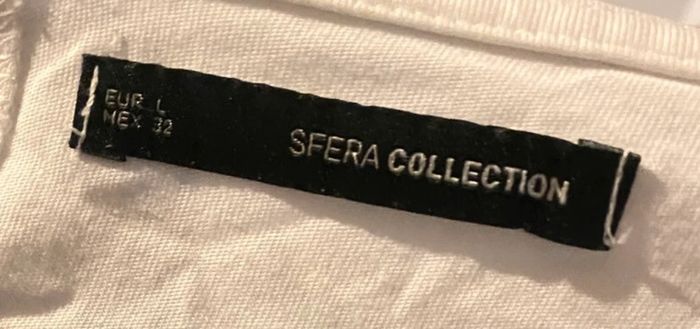 EUR L
MEX 32
SFERA COLLECTION